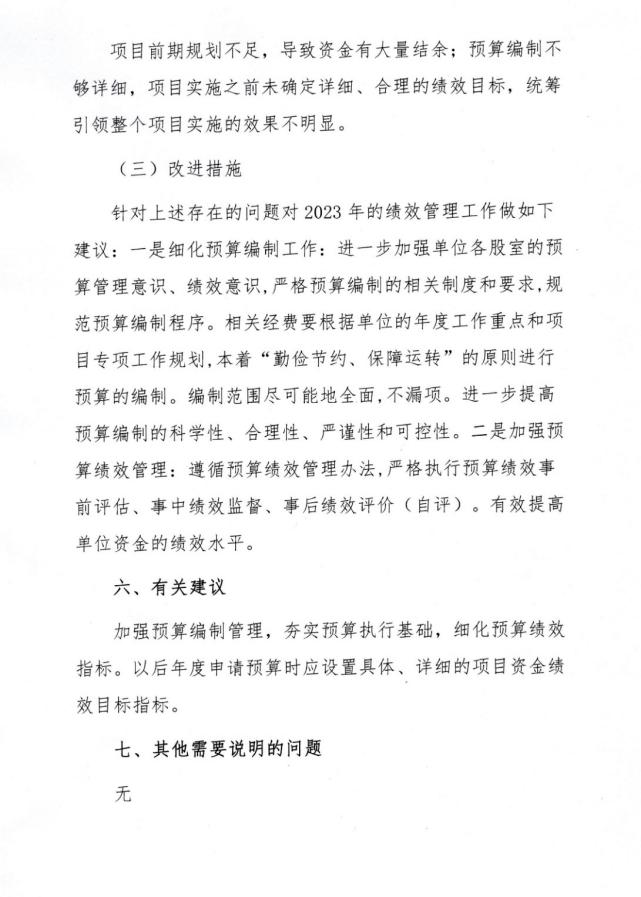 项目前期规划不足，导致资金有大量结余；预算编制不
够详细，项目实施之前未确定详细、合理的绩效目标，统筹
引领整个项目实施的效果不明显。
（三）改进措施
针对上述存在的问题对 2023 年的绩效管理工作做如下
建议：一是细化预算编制工作：进一步加强单位各股室的预
算管理意识、绩效意识,严格预算编制的相关制度和要求,规
范预算编制程序。相关经费要根据单位的年度工作重点和项
目专项工作规划,本着“勤俭节约、保障运转”的原则进行
预算的编制。编制范围尽可能地全面,不漏项。进一步提高
预算编制的科学性、合理性、严谨性和可控性。二是加强预
算绩效管理：遵循预算绩效管理办法,严格执行预算绩效事
前评估、事中绩效监督、事后绩效评价（自评）。有效提高
单位资金的绩效水平。
六、有关建议
加强预算编制管理，夯实预算执行基础，细化预算绩效
指标。以后年度申请预算时应设置具体、详细的项目资金绩
效目标指标。
七、其他需要说明的问题
无